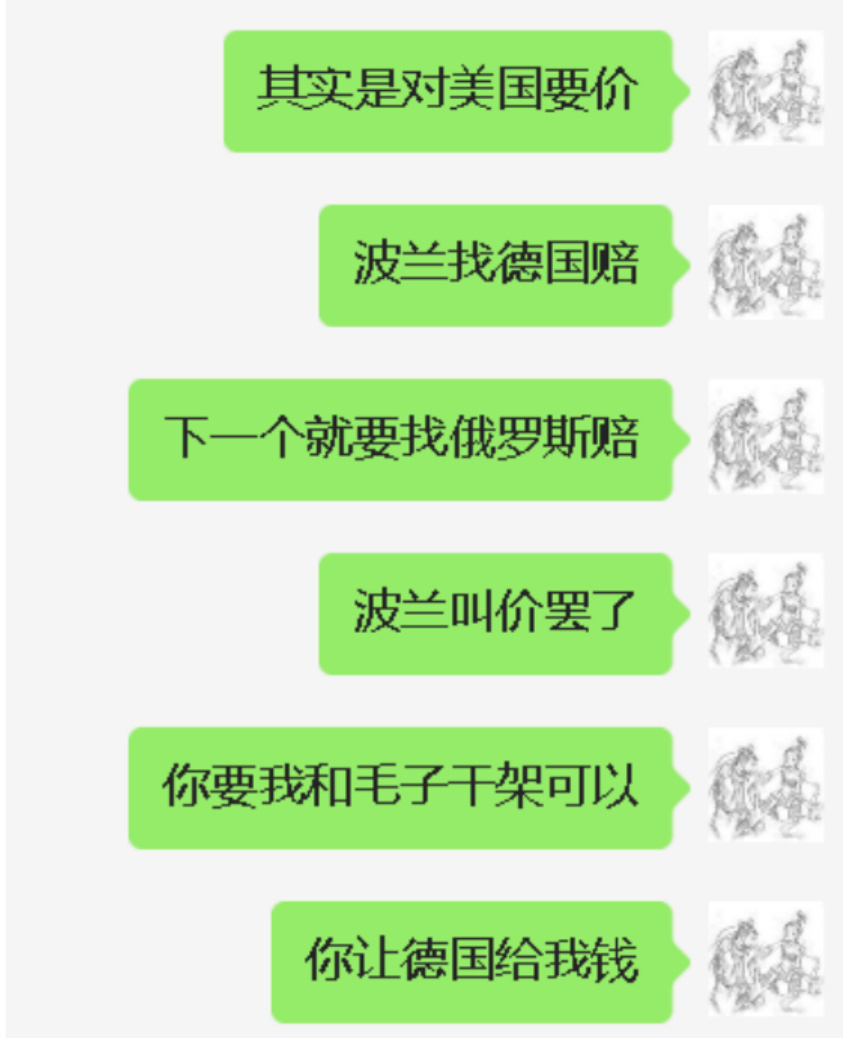 其实是对美国要价
波兰找德国赔
下一个就要找俄罗斯赔
波兰叫价罢了
你要我和毛子干架可以
你让德国给我钱